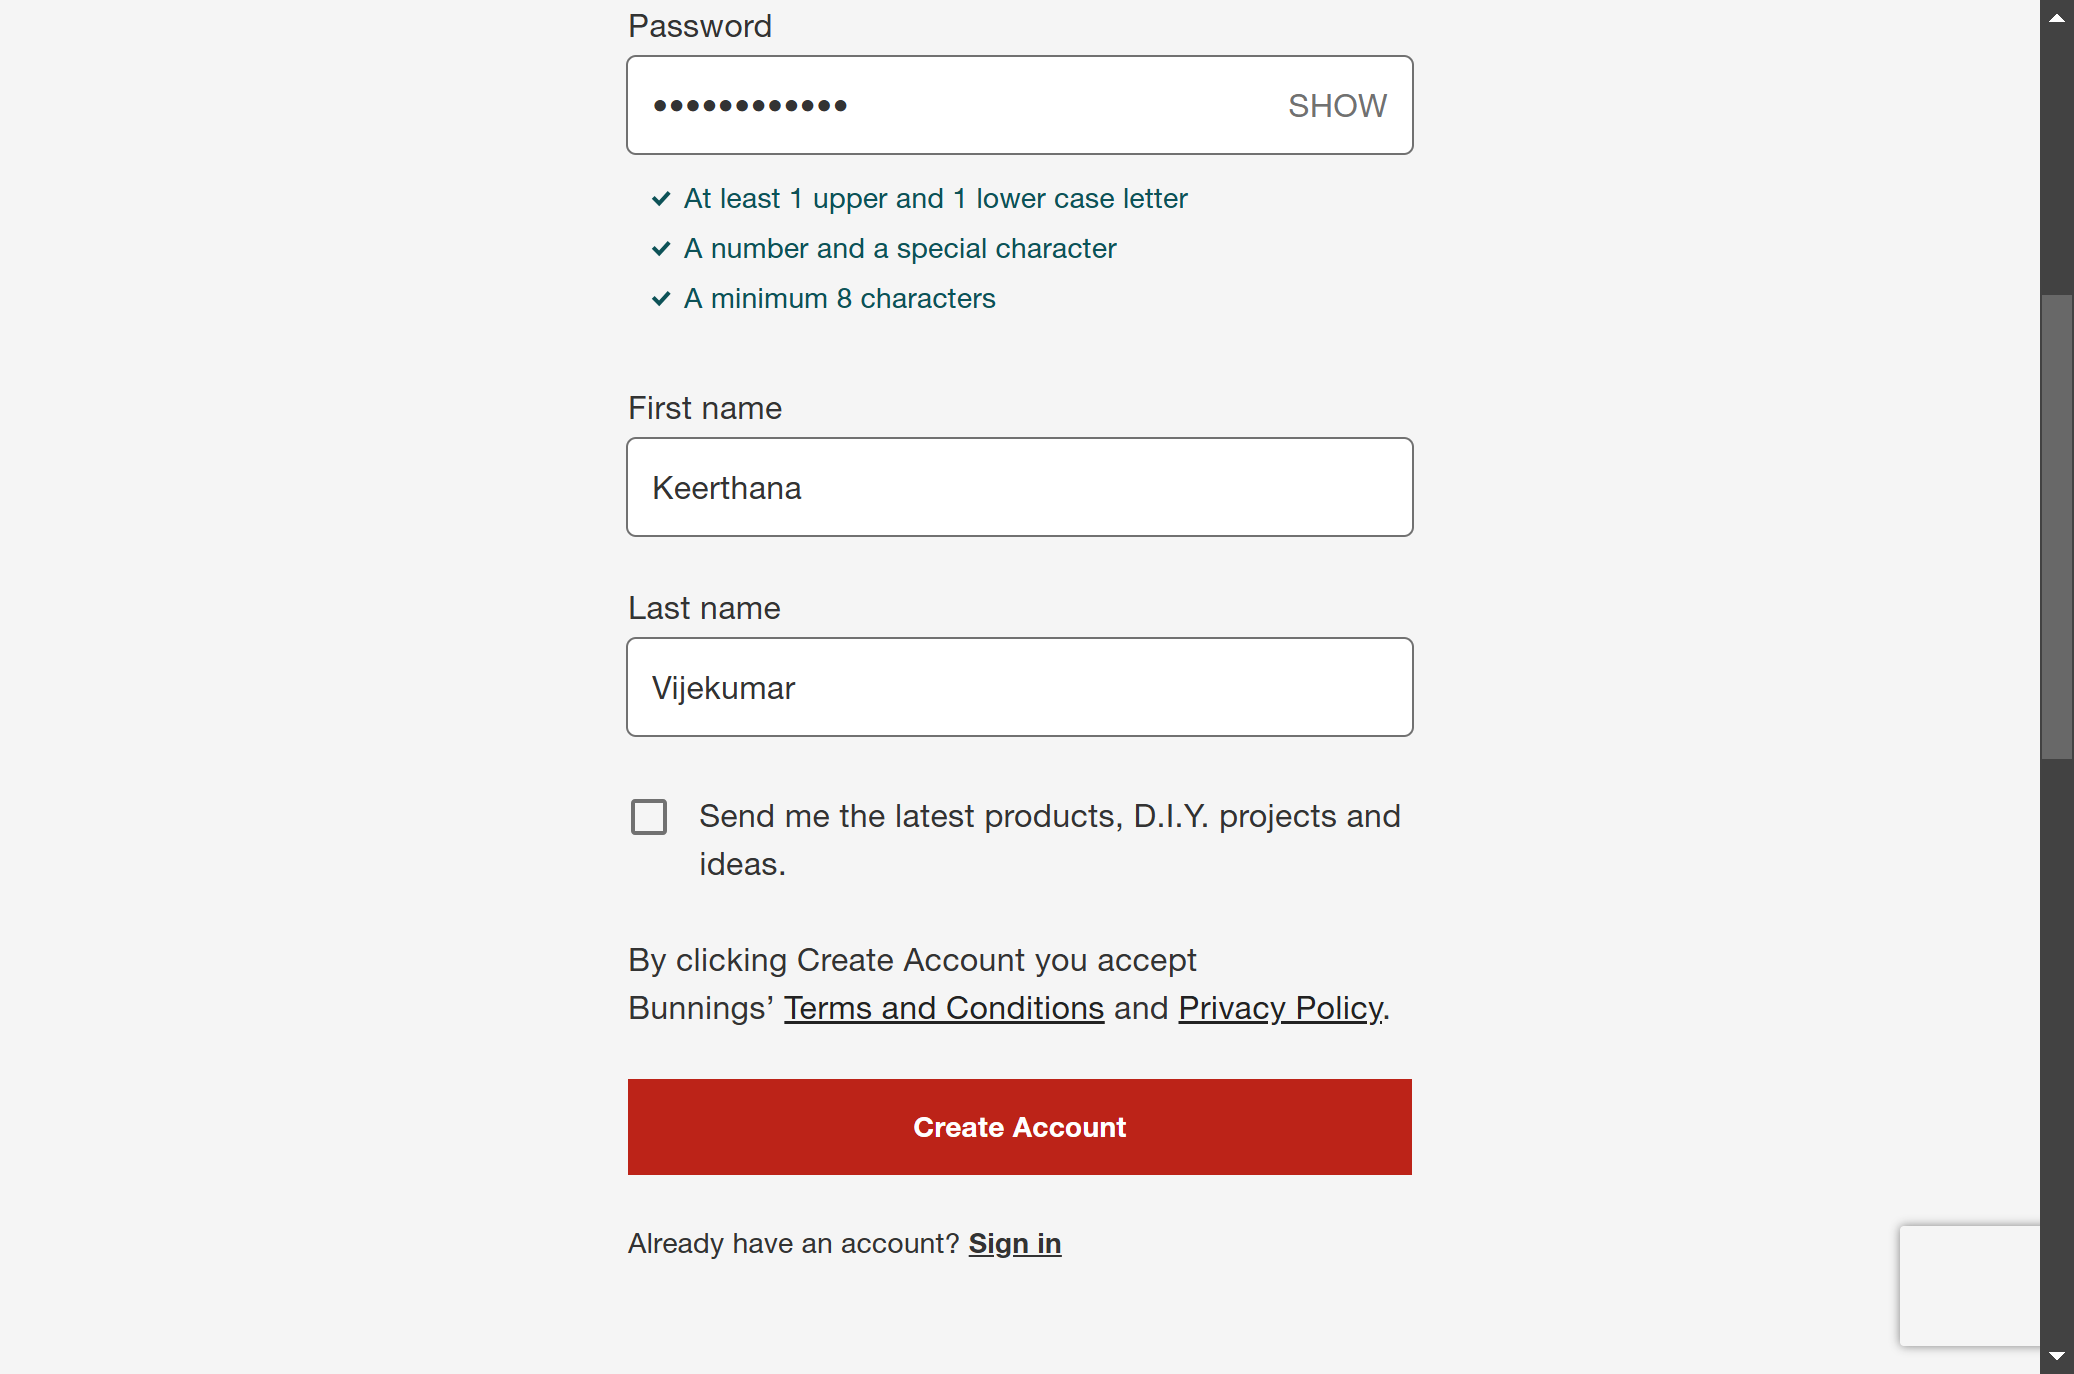 Password
••••••••••••
SHOW
At least 1 upper and 1 lower case letter
A number and a special character
A minimum 8 characters
First name
Keerthana
Last name
Vijekumar
Send me the latest products, D.I.Y. projects and
ideas.
By clicking Create Account you accept
Bunnings’ Terms and Conditions and Privacy Policy.
Create Account
Already have an account? Sign in